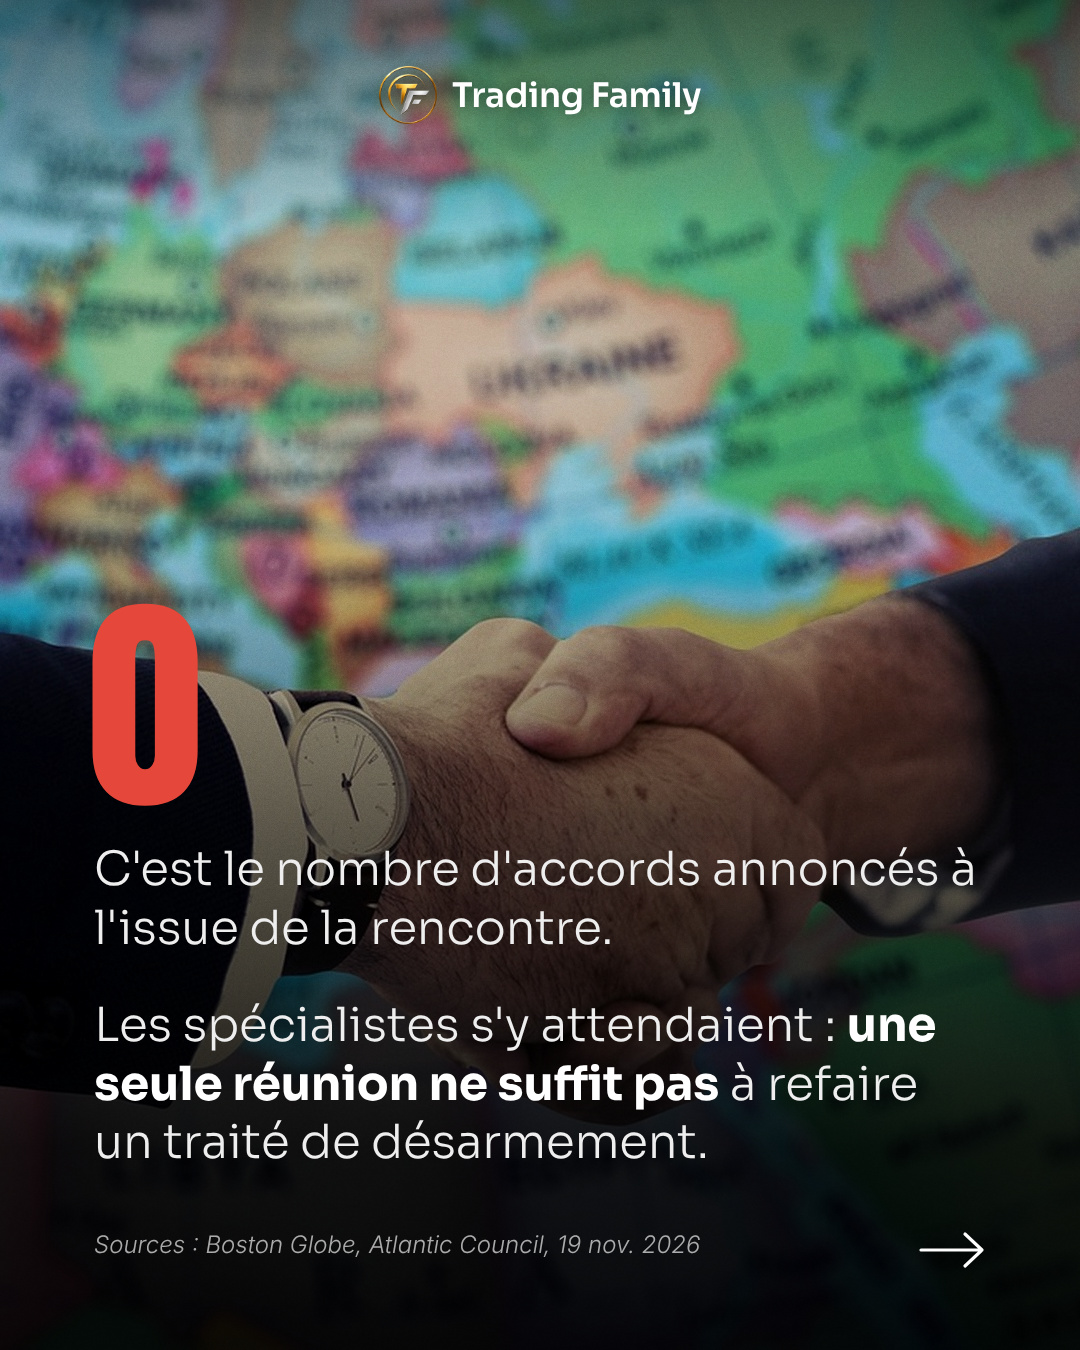 Trading Family
UKRAINE
0
C'est le nombre d'accords annoncés à
l'issue de la rencontre.
Les spécialistes s'y attendaient : une
seule réunion ne suffit pas à refaire
un traité de désarmement.
Sources : Boston Globe, Atlantic Council, 19 nov. 2026